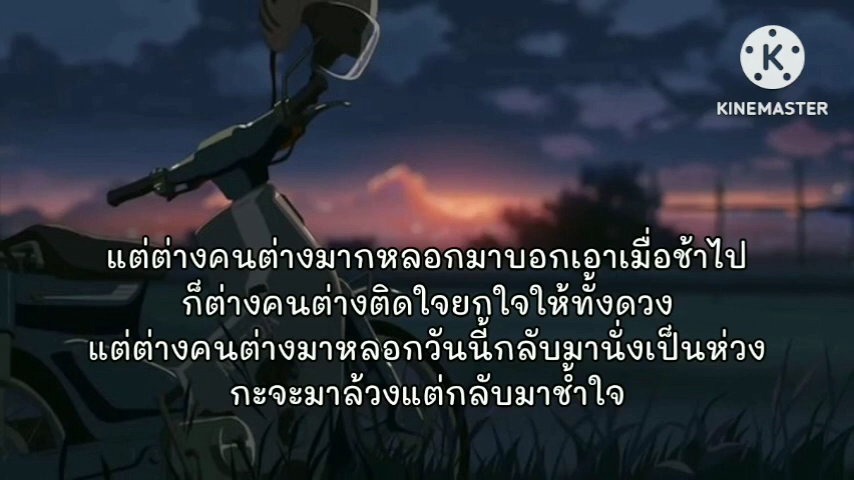 KINEMASTER
แต่ต่างคนต่างมากหลอกมาบอกเอาเมื่อช้าไป
ก็ต่างคนต่างติดใจยกใจให้ทั้งดวง
แต่ต่างคนต่างมาหลอกวันนี้กลับมานั่งเป็นห่วง
กะจะมาล้วงแต่กลับมาช้ำใจ